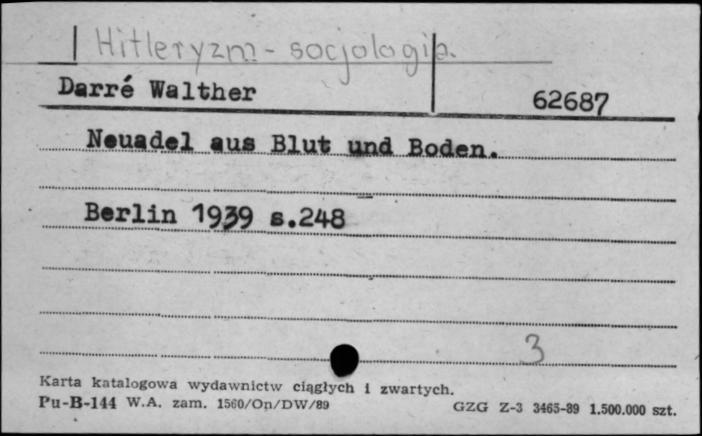 Hitleryzm - socjologia.
Darré Walther 62687
Neuadel aus Blut und Boden.
Berlin 1939 s.248
3
Karta katalogowa wydawnictw ciągłych i zwartych.
Pu-B-144 W.A. zam. 1560/On/DW/89 GZG Z-3 3465-89 1.500.000 szt.